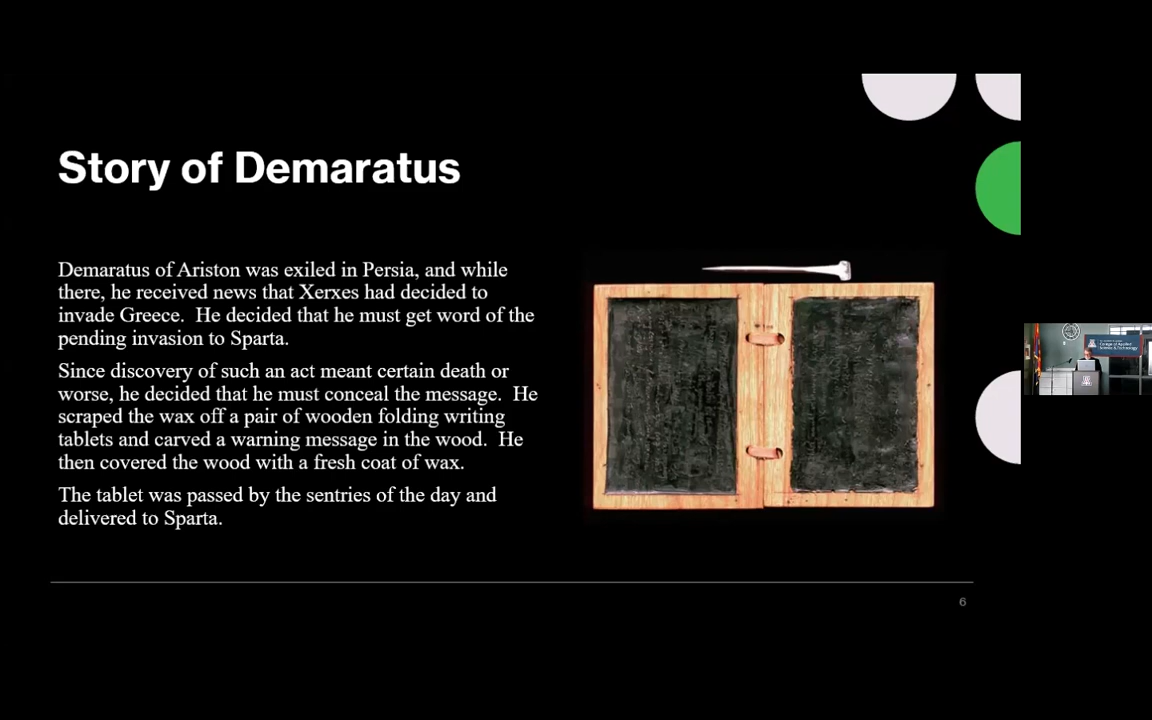 Story of Demaratus
Demaratus of Ariston was exiled in Persia, and while
there, he received news that Xerxes had decided to
invade Greece.  He decided that he must get word of the
pending invasion to Sparta.
Since discovery of such an act meant certain death or
worse, he decided that he must conceal the message.  He
scraped the wax off a pair of wooden folding writing
tablets and carved a warning message in the wood.  He
then covered the wood with a fresh coat of wax.
The tablet was passed by the sentries of the day and
delivered to Sparta.
6
College of Applied
Science & Technology